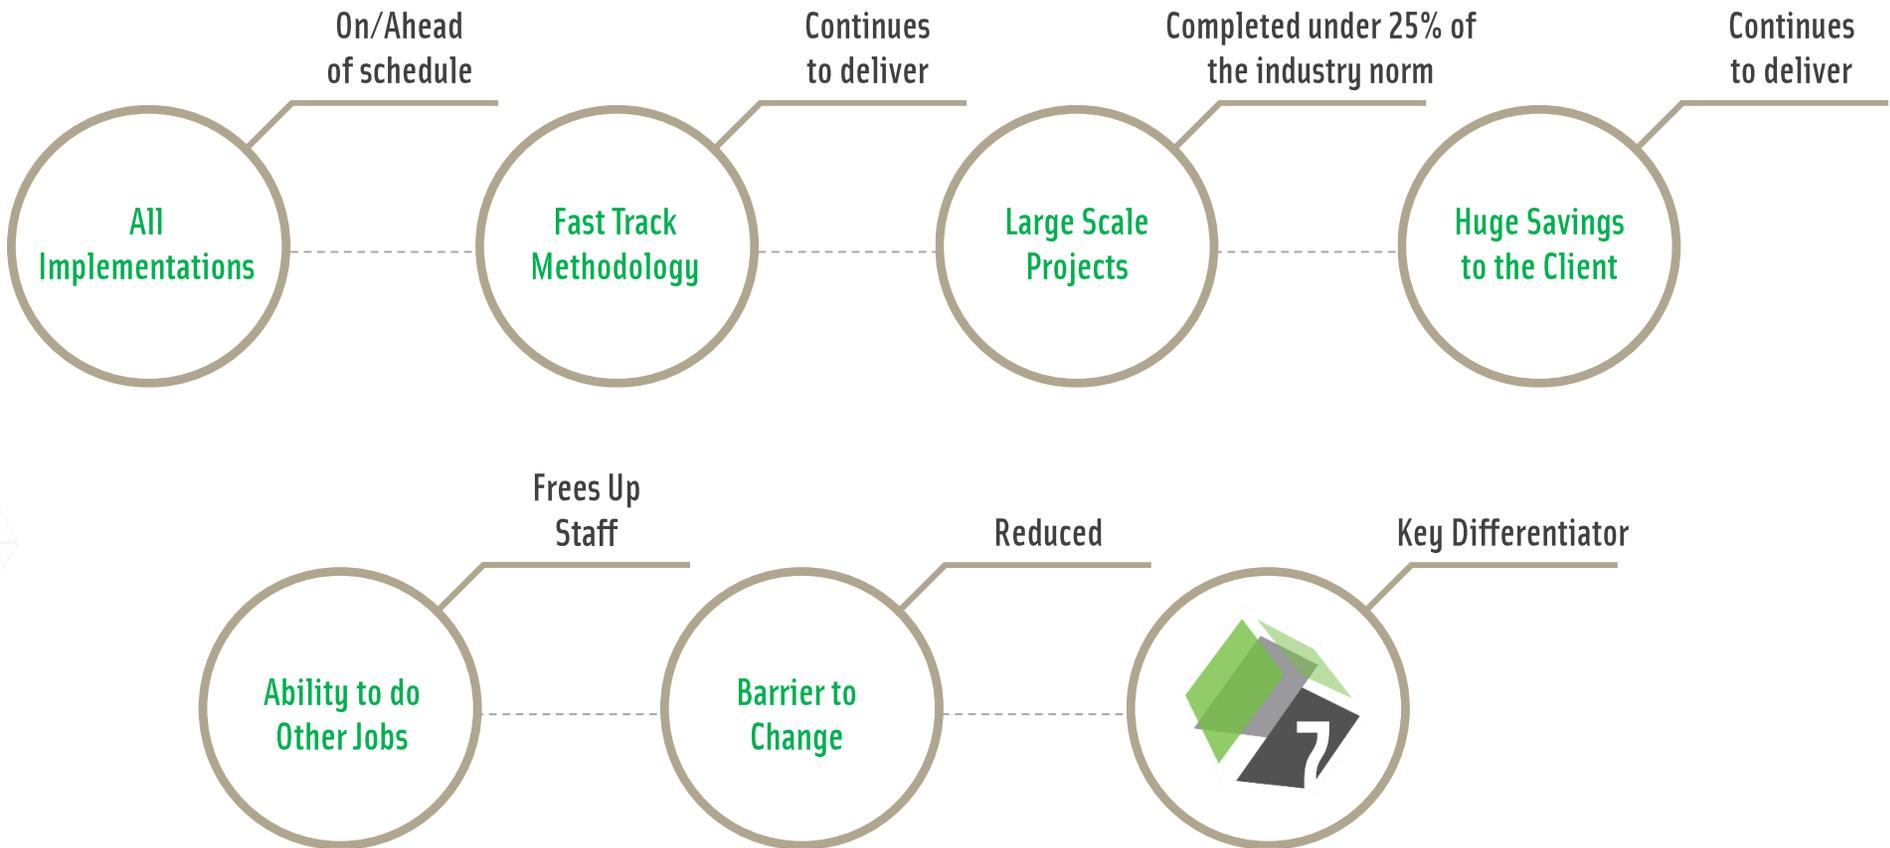 On/Ahead
of schedule
All
Implementations
Continues
to deliver
Fast Track
Methodology
Completed under 25% of
the industry norm
Large Scale
Projects
Continues
to deliver
Huge Savings
to the Client
Frees Up
Staff
Ability to do
Other Jobs
Reduced
Barrier to
Change
Key Differentiator
7